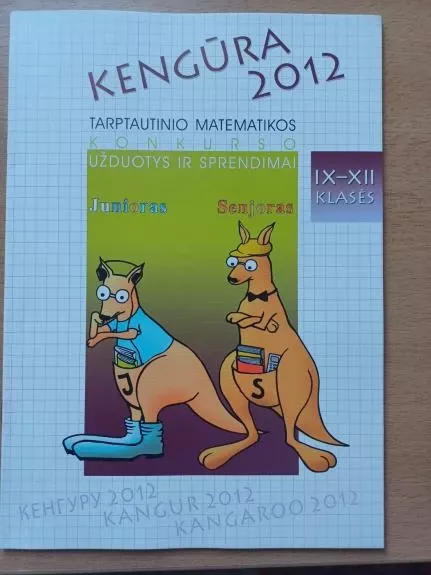 KENGŪRA
2012
TARPTAUTINIO MATEMATIKOS
KONKURSO
UŽDUOTYS IR SPRENDIMAI
IX–XII
KLASĖS
Junioras Senjoras
J S
КЕНГУРУ 2012
KANGUR 2012
KANGAROO 2012